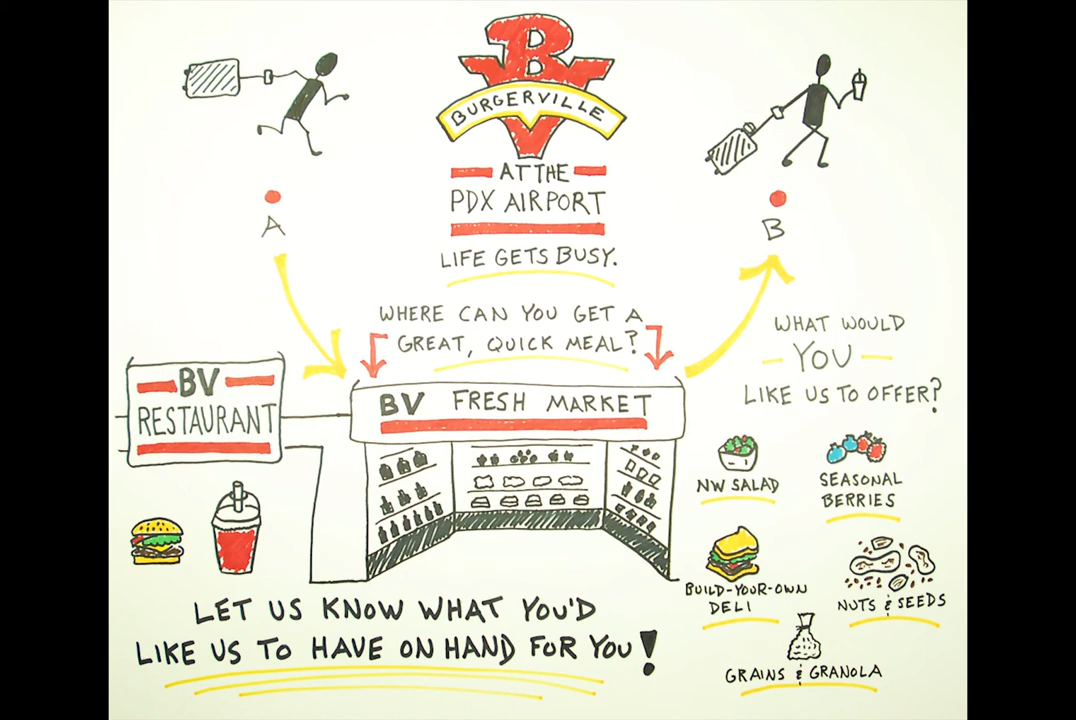 BV
BURGERVILLE
AT THE
PDX AIRPORT
LIFE GETS BUSY.
A
B
WHERE CAN YOU GET A
GREAT, QUICK MEAL?
WHAT WOULD
YOU
LIKE US TO OFFER?
BV
RESTAURANT
BV FRESH MARKET
NW SALAD
SEASONAL
BERRIES
BUILD-YOUR-OWN
DELI
NUTS & SEEDS
GRAINS & GRANOLA
LET US KNOW WHAT YOU'D
LIKE US TO HAVE ON HAND FOR YOU!